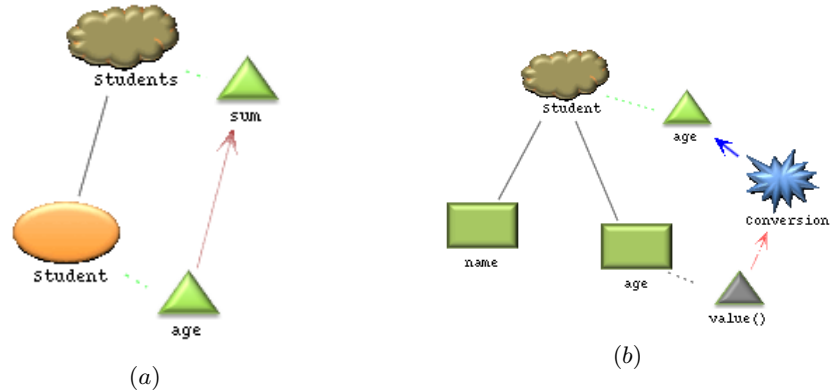 Students
sum
Student
age
(a)
Student
age
Conversion
name
age
value()
(b)